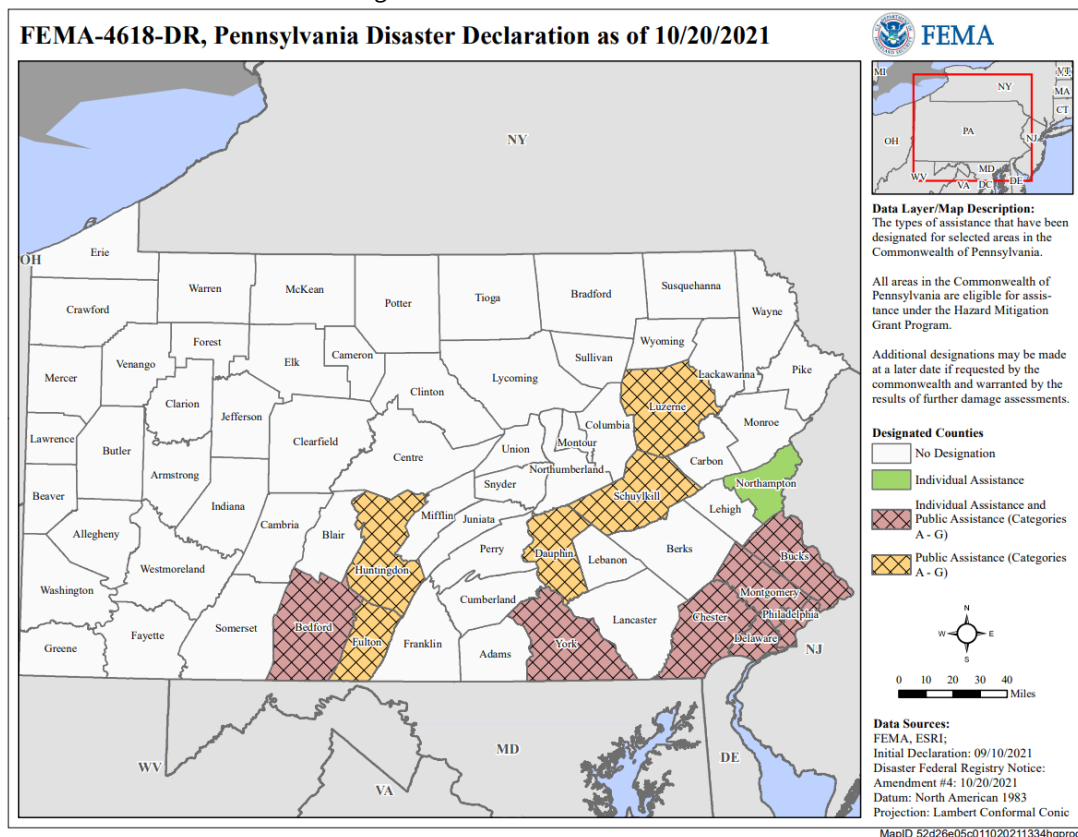 FEMA-4618-DR, Pennsylvania Disaster Declaration as of 10/20/2021
FEMA
MI
NY
VT
MA
CT
OH
PA
NJ
WV
MD
VA
DC
DE
NY
OH
Erie
Warren
McKean
Potter
Tioga
Bradford
Susquehanna
Wayne
Crawford
Forest
Elk
Cameron
Sullivan
Wyoming
Lackawanna
Pike
Mercer
Venango
Clarion
Jefferson
Clinton
Lycoming
Luzerne
Columbia
Monroe
Lawrence
Butler
Clearfield
Centre
Union
Montour
Northumberland
Carbon
Armstrong
Snyder
Schuylkill
Northampton
Beaver
Indiana
Mifflin
Juniata
Lehigh
Allegheny
Cambria
Blair
Perry
Dauphin
Lebanon
Berks
Bucks
Westmoreland
Huntingdon
Washington
Cumberland
Montgomery
Somerset
Bedford
Fulton
Franklin
Lancaster
Chester
Philadelphia
Greene
Fayette
Adams
York
Delaware
NJ
WV
VA
MD
DE
Data Layer/Map Description:
The types of assistance that have been
designated for selected areas in the
Commonwealth of Pennsylvania.
All areas in the Commonwealth of
Pennsylvania are eligible for assis-
tance under the Hazard Mitigation
Grant Program.
Additional designations may be made
at a later date if requested by the
commonwealth and warranted by the
results of further damage assessments.
Designated Counties
No Designation
Individual Assistance
Individual Assistance and
Public Assistance (Categories
A - G)
Public Assistance (Categories
A - G)
N
W
E
S
0 10 20 30 40
Miles
Data Sources:
FEMA, ESRI;
Initial Declaration: 09/10/2021
Disaster Federal Registry Notice:
Amendment #4: 10/20/2021
Datum: North American 1983
Projection: Lambert Conformal Conic
MapID 52d26e05c011020211334hqprod